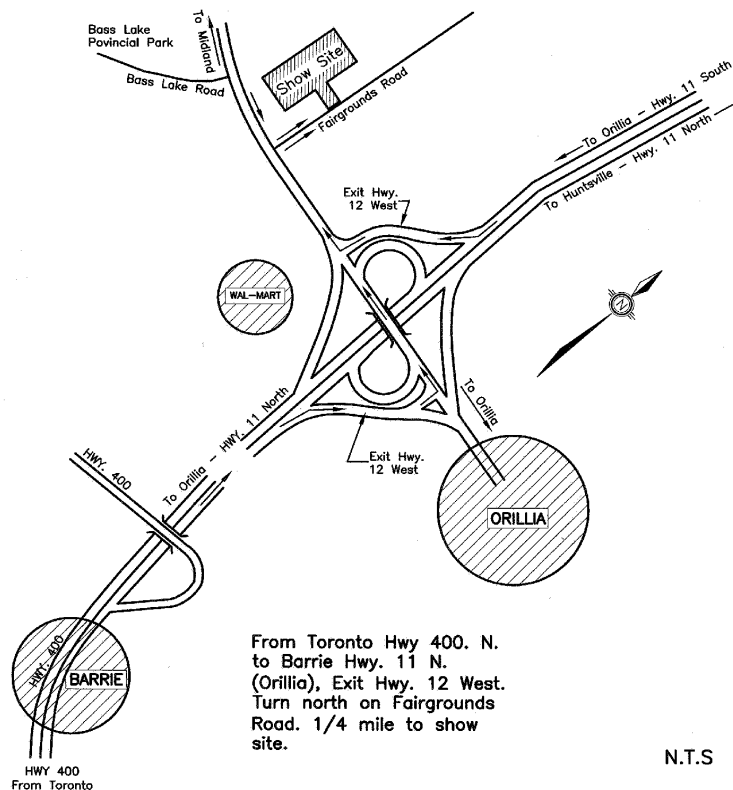 Bass Lake
Povincial Park
To Midland
Bass Lake Road
Show Site
Fairgrounds Road
To Orillia - Hwy. 11 South
To Huntsville - Hwy. 11 North
Exit Hwy.
12 West
WAL-MART
N
To Orillia - HWY. 11 North
To Orillia
HWY. 400
Exit Hwy.
12 West
ORILLIA
HWY. 400
BARRIE
From Toronto Hwy 400. N.
to Barrie Hwy. 11 N.
(Orillia), Exit Hwy. 12 West.
Turn north on Fairgrounds
Road. 1/4 mile to show
site.
N.T.S
HWY 400
From Toronto